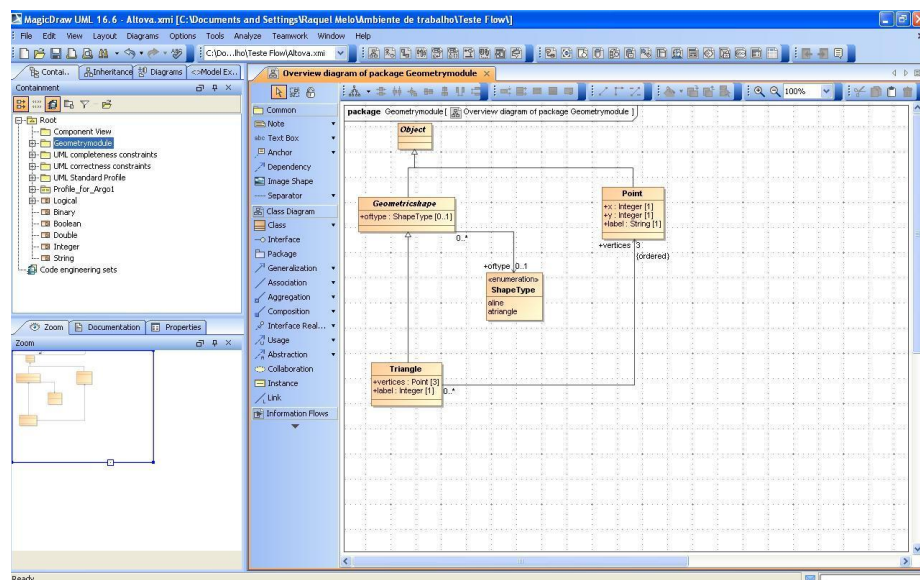 MagicDraw UML 16.6 - Altova.xmi [C:\Documents and Settings\Raquel Melo\Ambiente de trabalho\Teste Flow\]
File Edit View Layout Diagrams Options Tools Analyze Teamwork Window Help
C:\Do...lho\Teste Flow\Altova.xmi
Contai.. Inheritance Diagrams Model Ex..
Containment
Root
Component View
Geometrymodule
UML completeness constraints
UML correctness constraints
UML Standard Profile
Profile_for_Argo1
Logical
Binary
Boolean
Double
Integer
String
Code engineering sets
Zoom Documentation Properties
Zoom
Overview diagram of package Geometrymodule
100%
Common
Note
abc Text Box
Anchor
Dependency
Image Shape
Separator
Class Diagram
Class
Interface
Package
Generalization
Association
Aggregation
Composition
Interface Real...
Usage
Abstraction
Collaboration
Instance
Link
Information Flows
package Geometrymodule [ Overview diagram of package Geometrymodule ]
Object
Geometricshape
+oftype : ShapeType [0..1]
Point
+x : Integer [1]
+y : Integer [1]
+label : String [1]
0..*
+vertices 3
{ordered}
+oftype 0..1
«enumeration»
ShapeType
aline
atriangle
Triangle
+vertices : Point [3]
+label : Integer [1]
0..*
Ready